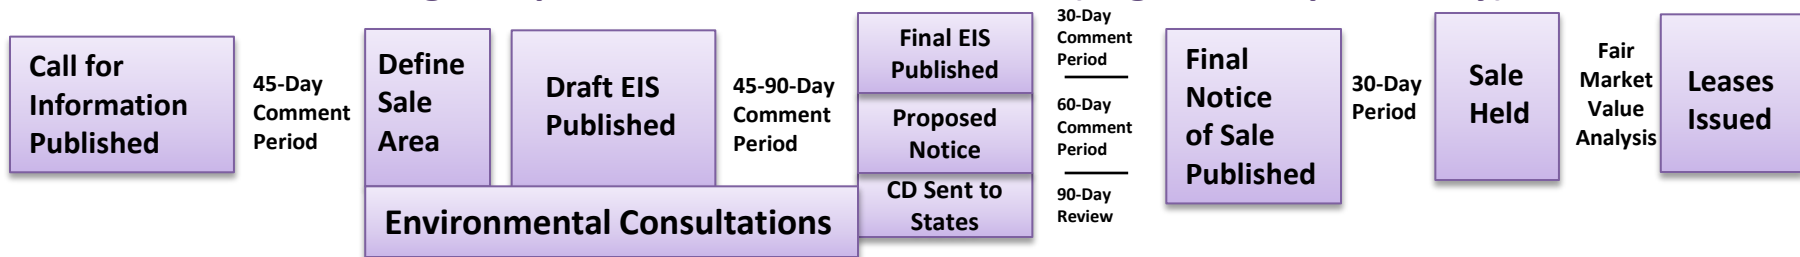 Call for
Information
Published
45-Day
Comment
Period
Define
Sale
Area
Draft EIS
Published
Environmental Consultations
45-90-Day
Comment
Period
Final EIS
Published
Proposed
Notice
CD Sent to
States
30-Day
Comment
Period
60-Day
Comment
Period
90-Day
Review
Final
Notice
of Sale
Published
30-Day
Period
Sale
Held
Fair
Market
Value
Analysis
Leases
Issued